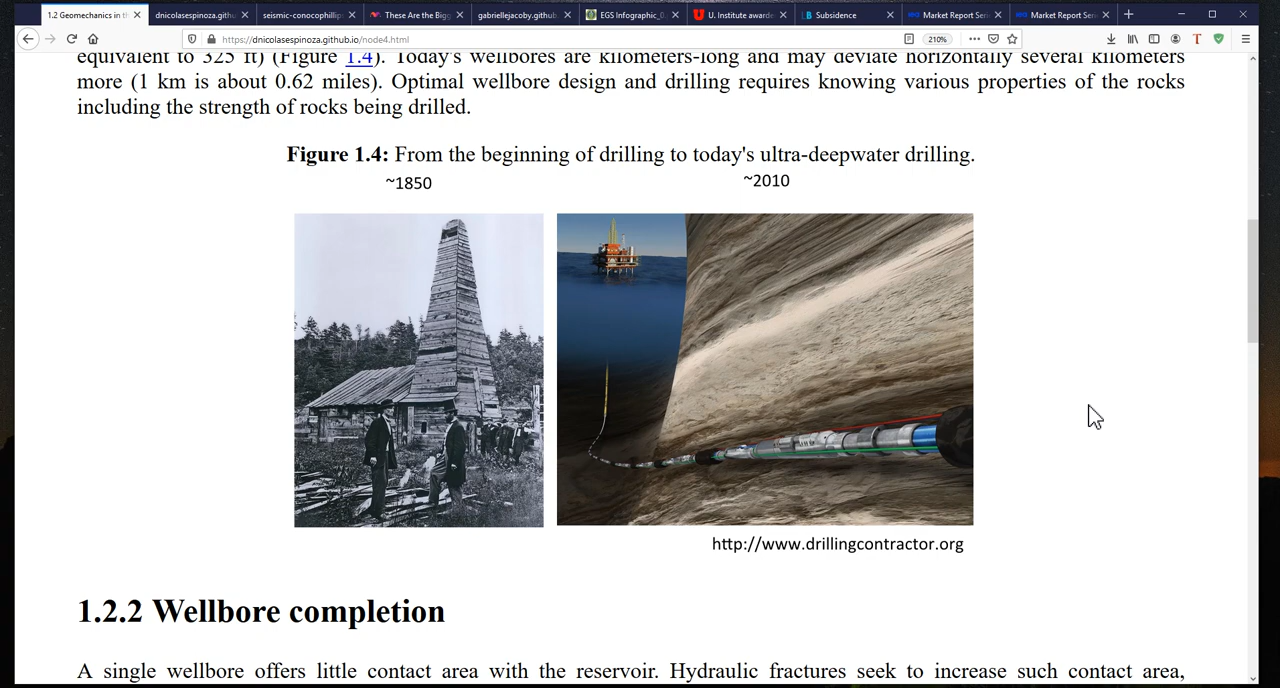 1.2 Geomechanics in th
dnicolasespinoza.githu
seismic-conocophillips
These Are the Bigg
gabriellejacoby.github
EGS Infographic_0
U. Institute awarde
Subsidence
Market Report Seri
Market Report Seri
https://dnicolasespinoza.github.io/node4.html
210%
equivalent to 325 ft) (Figure 1.4). Today's wellbores are kilometers-long and may deviate horizontally several kilometers
more (1 km is about 0.62 miles). Optimal wellbore design and drilling requires knowing various properties of the rocks
including the strength of rocks being drilled.
Figure 1.4: From the beginning of drilling to today's ultra-deepwater drilling.
~1850
~2010
http://www.drillingcontractor.org
1.2.2 Wellbore completion
A single wellbore offers little contact area with the reservoir. Hydraulic fractures seek to increase such contact area,